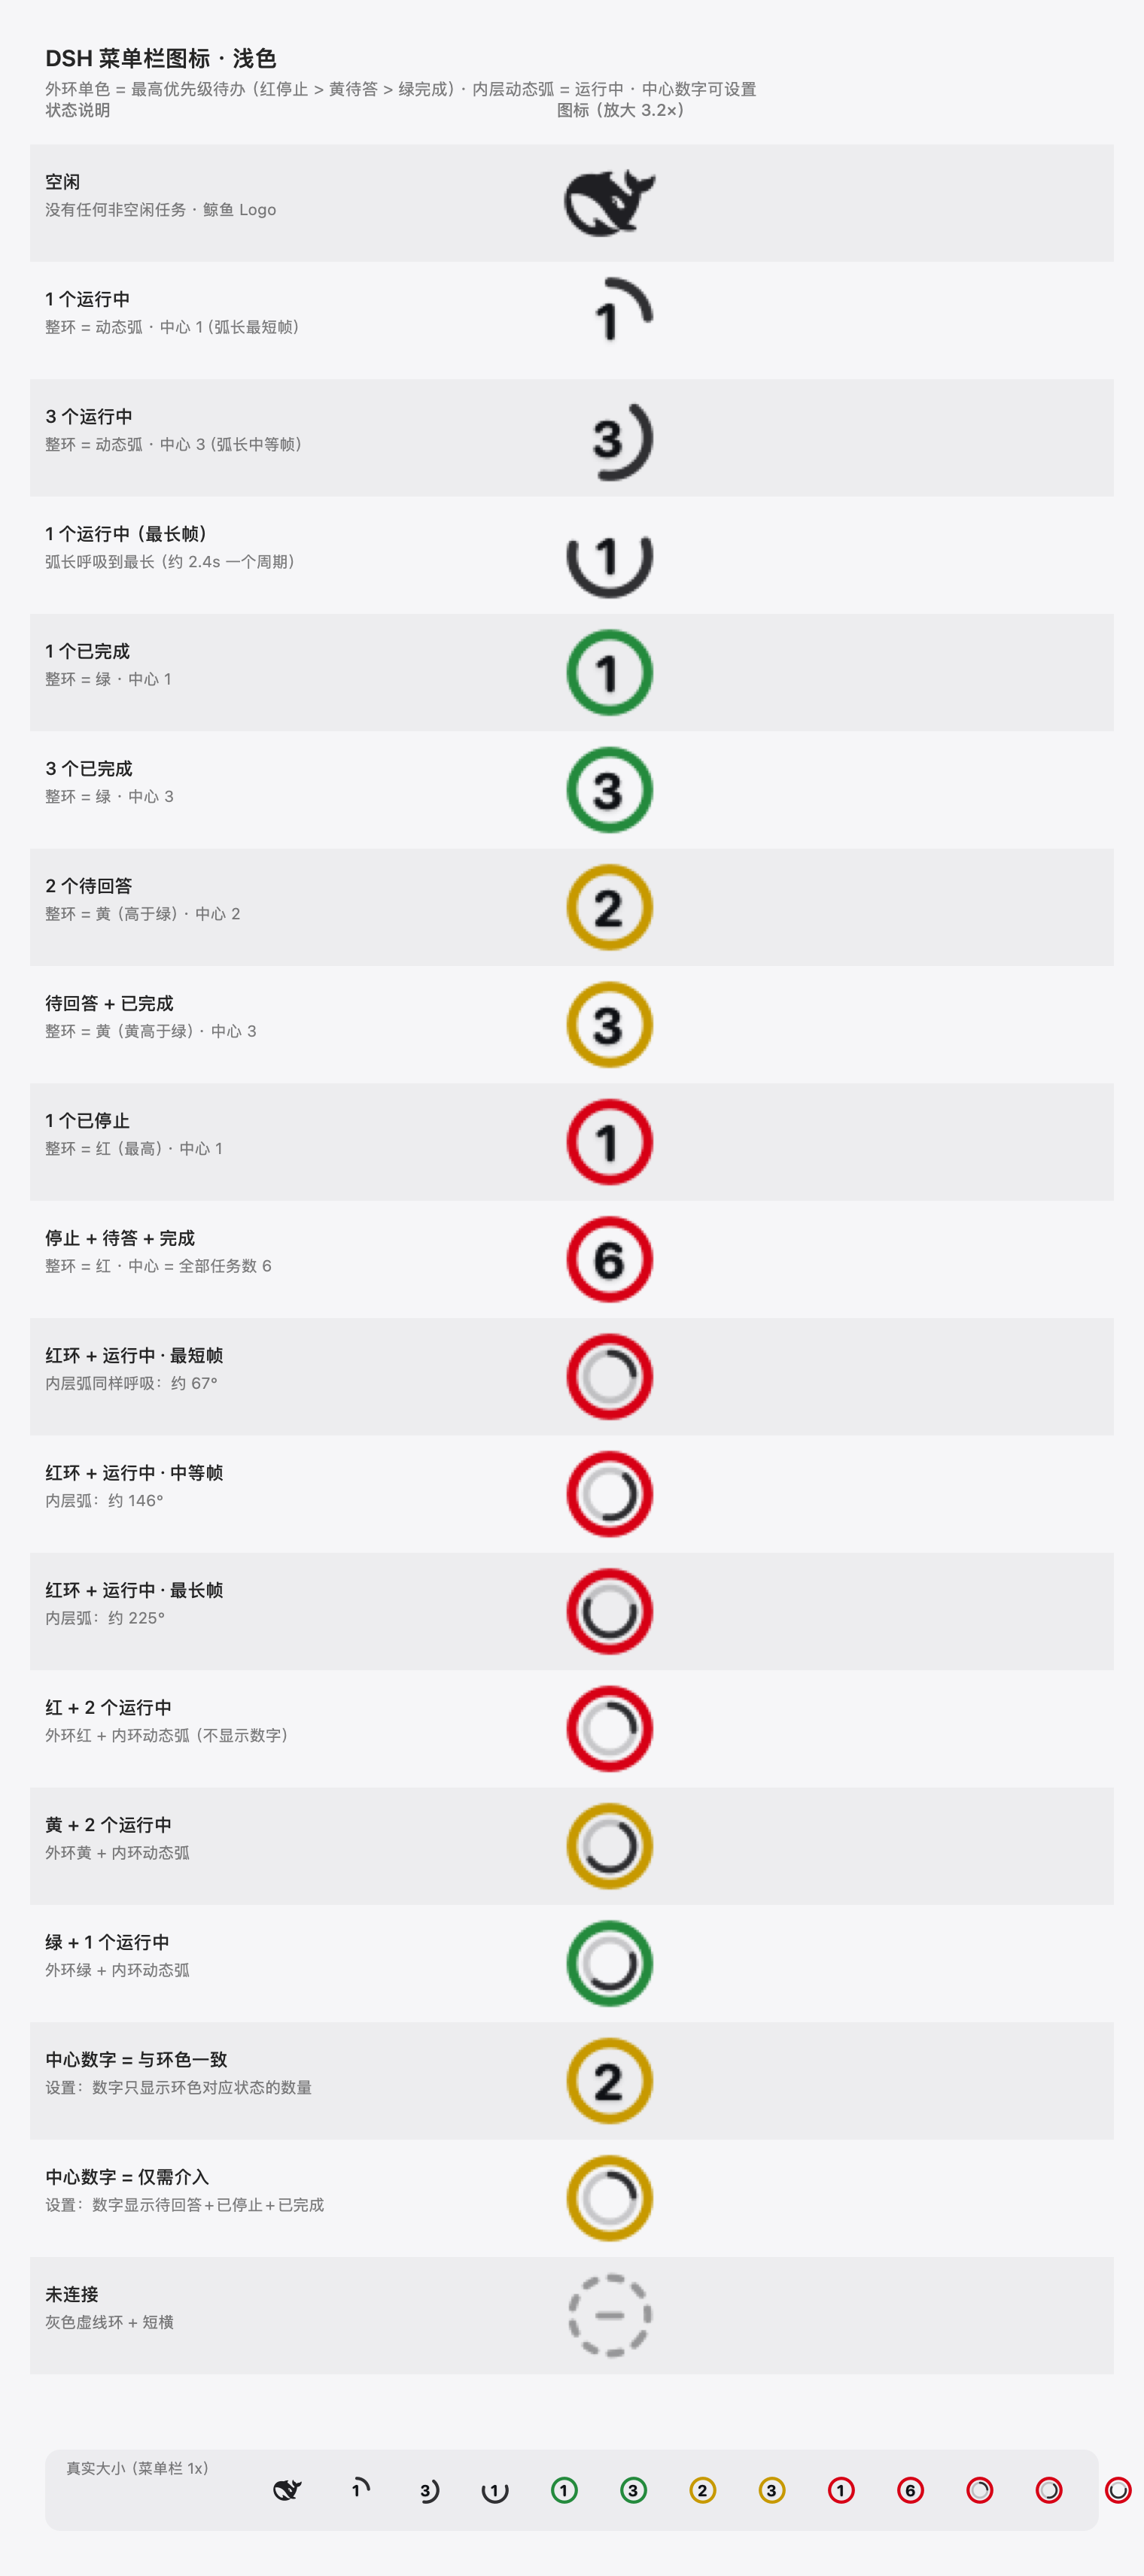 DSH 菜单栏图标 · 浅色
外环单色 = 最高优先级待办（红停止 > 黄待答 > 绿完成）· 内层动态弧 = 运行中 · 中心数字可设置
状态说明
图标（放大 3.2×）
空闲
没有任何非空闲任务 · 鲸鱼 Logo
1 个运行中
整环 = 动态弧 · 中心 1（弧长最短帧）
1
3 个运行中
整环 = 动态弧 · 中心 3（弧长中等帧）
3
1 个运行中（最长帧）
弧长呼吸到最长（约 2.4s 一个周期）
1
1 个已完成
整环 = 绿 · 中心 1
1
3 个已完成
整环 = 绿 · 中心 3
3
2 个待回答
整环 = 黄（高于绿）· 中心 2
2
待回答 + 已完成
整环 = 黄（黄高于绿）· 中心 3
3
1 个已停止
整环 = 红（最高）· 中心 1
1
停止 + 待答 + 完成
整环 = 红 · 中心 = 全部任务数 6
6
红环 + 运行中 · 最短帧
内层弧同样呼吸：约 67°
红环 + 运行中 · 中等帧
内层弧：约 146°
红环 + 运行中 · 最长帧
内层弧：约 225°
红 + 2 个运行中
外环红 + 内环动态弧（不显示数字）
黄 + 2 个运行中
外环黄 + 内环动态弧
绿 + 1 个运行中
外环绿 + 内环动态弧
中心数字 = 与环色一致
设置：数字只显示环色对应状态的数量
2
中心数字 = 仅需介入
设置：数字显示待回答+已停止+已完成
未连接
灰色虚线环 + 短横
真实大小（菜单栏 1x）
1 3 1 1 3 2 3 1 6